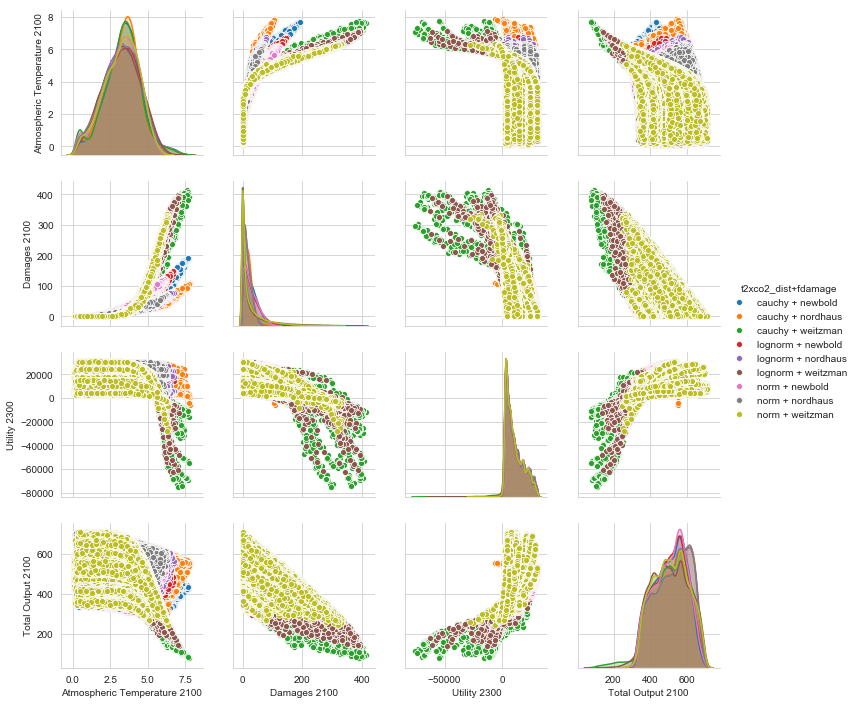 Atmospheric Temperature 2100
8
6
4
2
0
Damages 2100
400
300
200
100
0
t2xco2_dist+fdamage
cauchy + newbold
cauchy + nordhaus
cauchy + weitzman
lognorm + newbold
lognorm + nordhaus
lognorm + weitzman
norm + newbold
norm + nordhaus
norm + weitzman
Utility 2300
20000
0
−20000
−40000
−60000
−80000
Total Output 2100
600
400
200
0.0 2.5 5.0 7.5
Atmospheric Temperature 2100
0 200 400
Damages 2100
−50000 0
Utility 2300
200 400 600
Total Output 2100